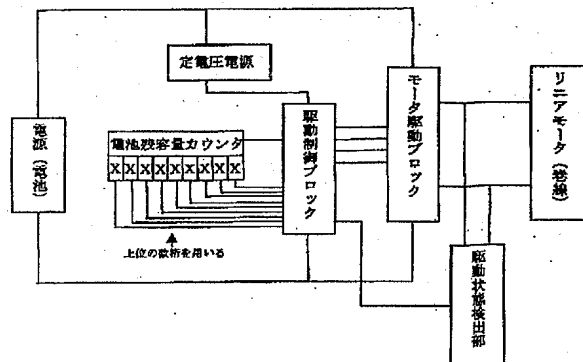 定電圧電源
電源（電池）
電池残容量カウンタ
X X X X X X X X
上位の数桁を用いる
駆動制御ブロック
モータ駆動ブロック
リニアモータ（巻線）
駆動状態検出部